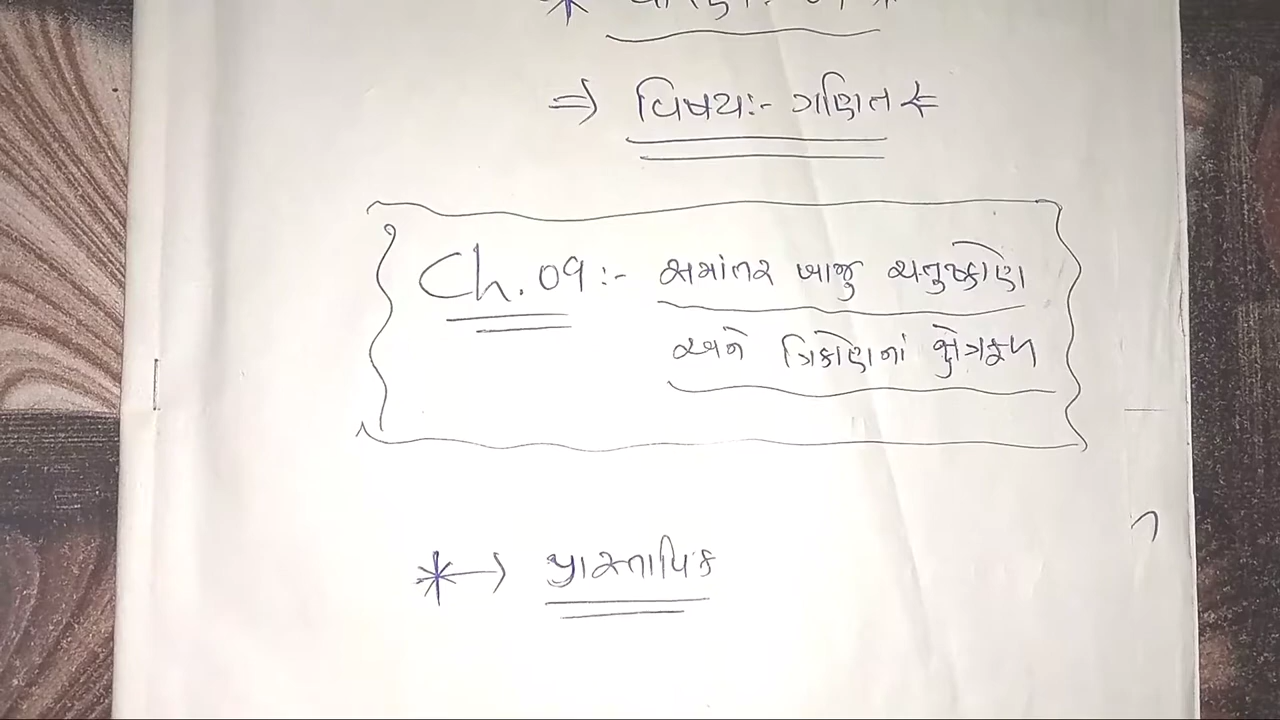 ⇒ વિષય:- ગણિત ⇐
Ch. 09 :- સમાંતર બાજુ ચતુષ્કોણ
અને ત્રિકોણનાં ક્ષેત્રફળ
*→ પ્રાસ્તાવિક